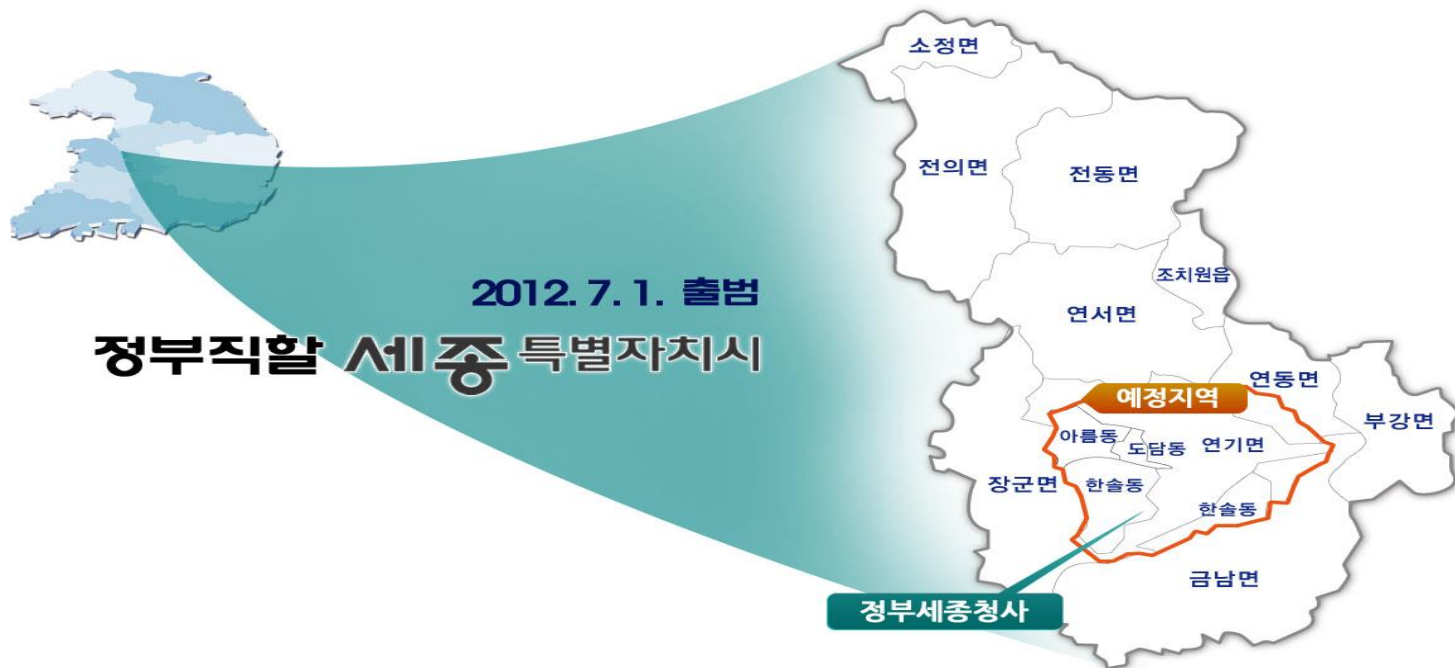 소정면
전의면
전동면
조치원읍
2012. 7. 1. 출범
연서면
정부직할 세종특별자치시
연동면
예정지역
부강면
아름동
도담동
연기면
장군면
한솔동
한솔동
금남면
정부세종청사